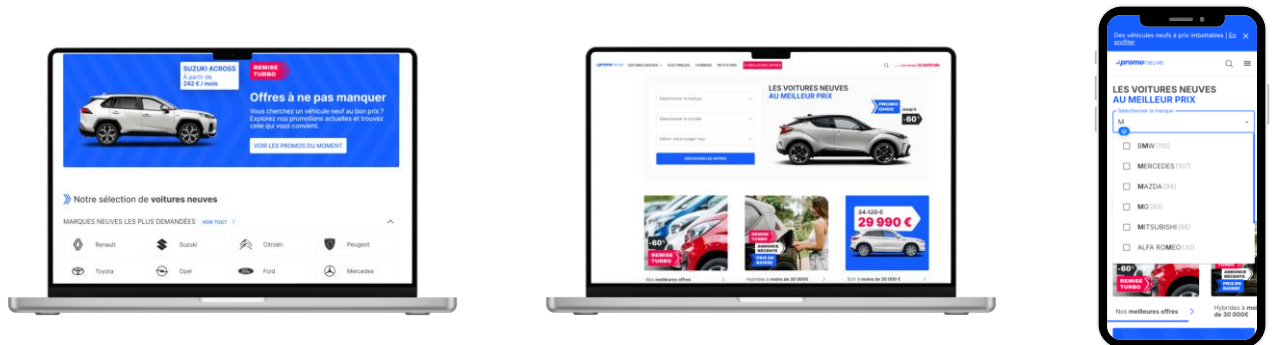 SUZUKI ACROSS
À partir de
242 € / mois
REMISE
TURBO
Offres à ne pas manquer
Vous cherchez un véhicule neuf au bon prix ?
Explorez nos promotions actuelles et trouvez
celle qui vous convient.
VOIR LES PROMOS DU MOMENT
Notre sélection de voitures neuves
MARQUES NEUVES LES PLUS DEMANDÉES VOIR TOUT
Renault
Suzuki
Citroën
Peugeot
Toyota
Opel
Ford
Mercedes
promoneuve VOITURES NEUVES ÉLECTRIQUES HYBRIDES PETITS PRIX
la centrale
Sélectionner la marque
Sélectionner le modèle
Définir votre budget maxi
DÉCOUVRIR LES OFFRES
LES VOITURES NEUVES
AU MEILLEUR PRIX
PROMO
CHOC
Jusqu'à
-60%
-60%
REMISE
TURBO
REMISE
TURBO
ANNONCE
RÉCENTE
PRIX EN
BAISSE
34 120 €
29 990 €
Nos meilleures offres
Hybrides à moins de 30 000€
SUV à moins de 30 000 €
Des véhicules neufs à prix imbattables | En
profiter
promoneuve
LES VOITURES NEUVES
AU MEILLEUR PRIX
Sélectionner la marque
M
BMW (110)
MERCEDES (107)
MAZDA (94)
MG (93)
MITSUBISHI (66)
ALFA ROMEO (30)
-60%
REMISE
TURBO
ANNONCE
RÉCENTE
PRIX EN
BAISSE
Nos meilleures offres
Hybrides à mo
de 30 000€